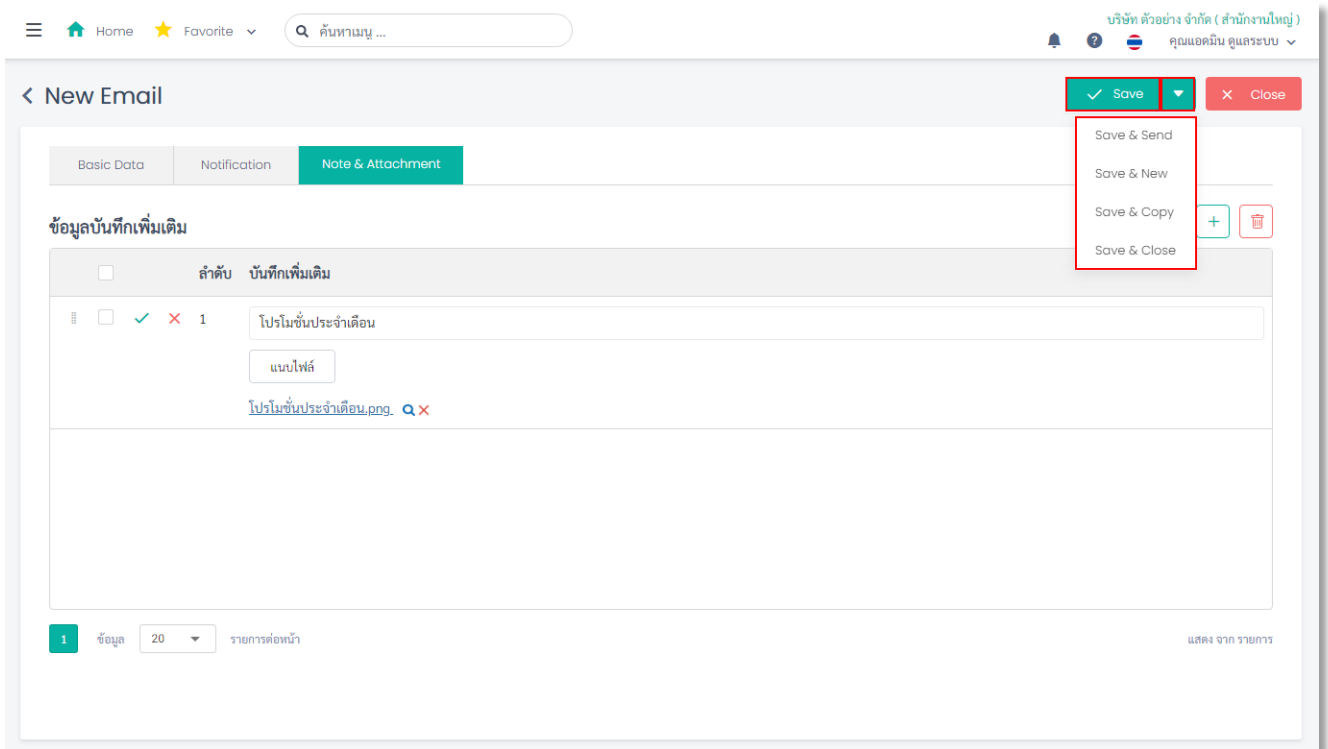 บริษัท ตัวอย่าง จำกัด ( สำนักงานใหญ่ )
Home Favorite ค้นหาเมนู ... คุณแอดมิน ดูแลระบบ
New Email Save Close
Save & Send
Basic Data Notification Note & Attachment
Save & New
Save & Copy
ข้อมูลบันทึกเพิ่มเติม
Save & Close
ลำดับ บันทึกเพิ่มเติม
1 โปรโมชั่นประจำเดือน
แนบไฟล์
โปรโมชั่นประจำเดือน.png
1 ข้อมูล 20 รายการต่อหน้า แสดง จาก รายการ